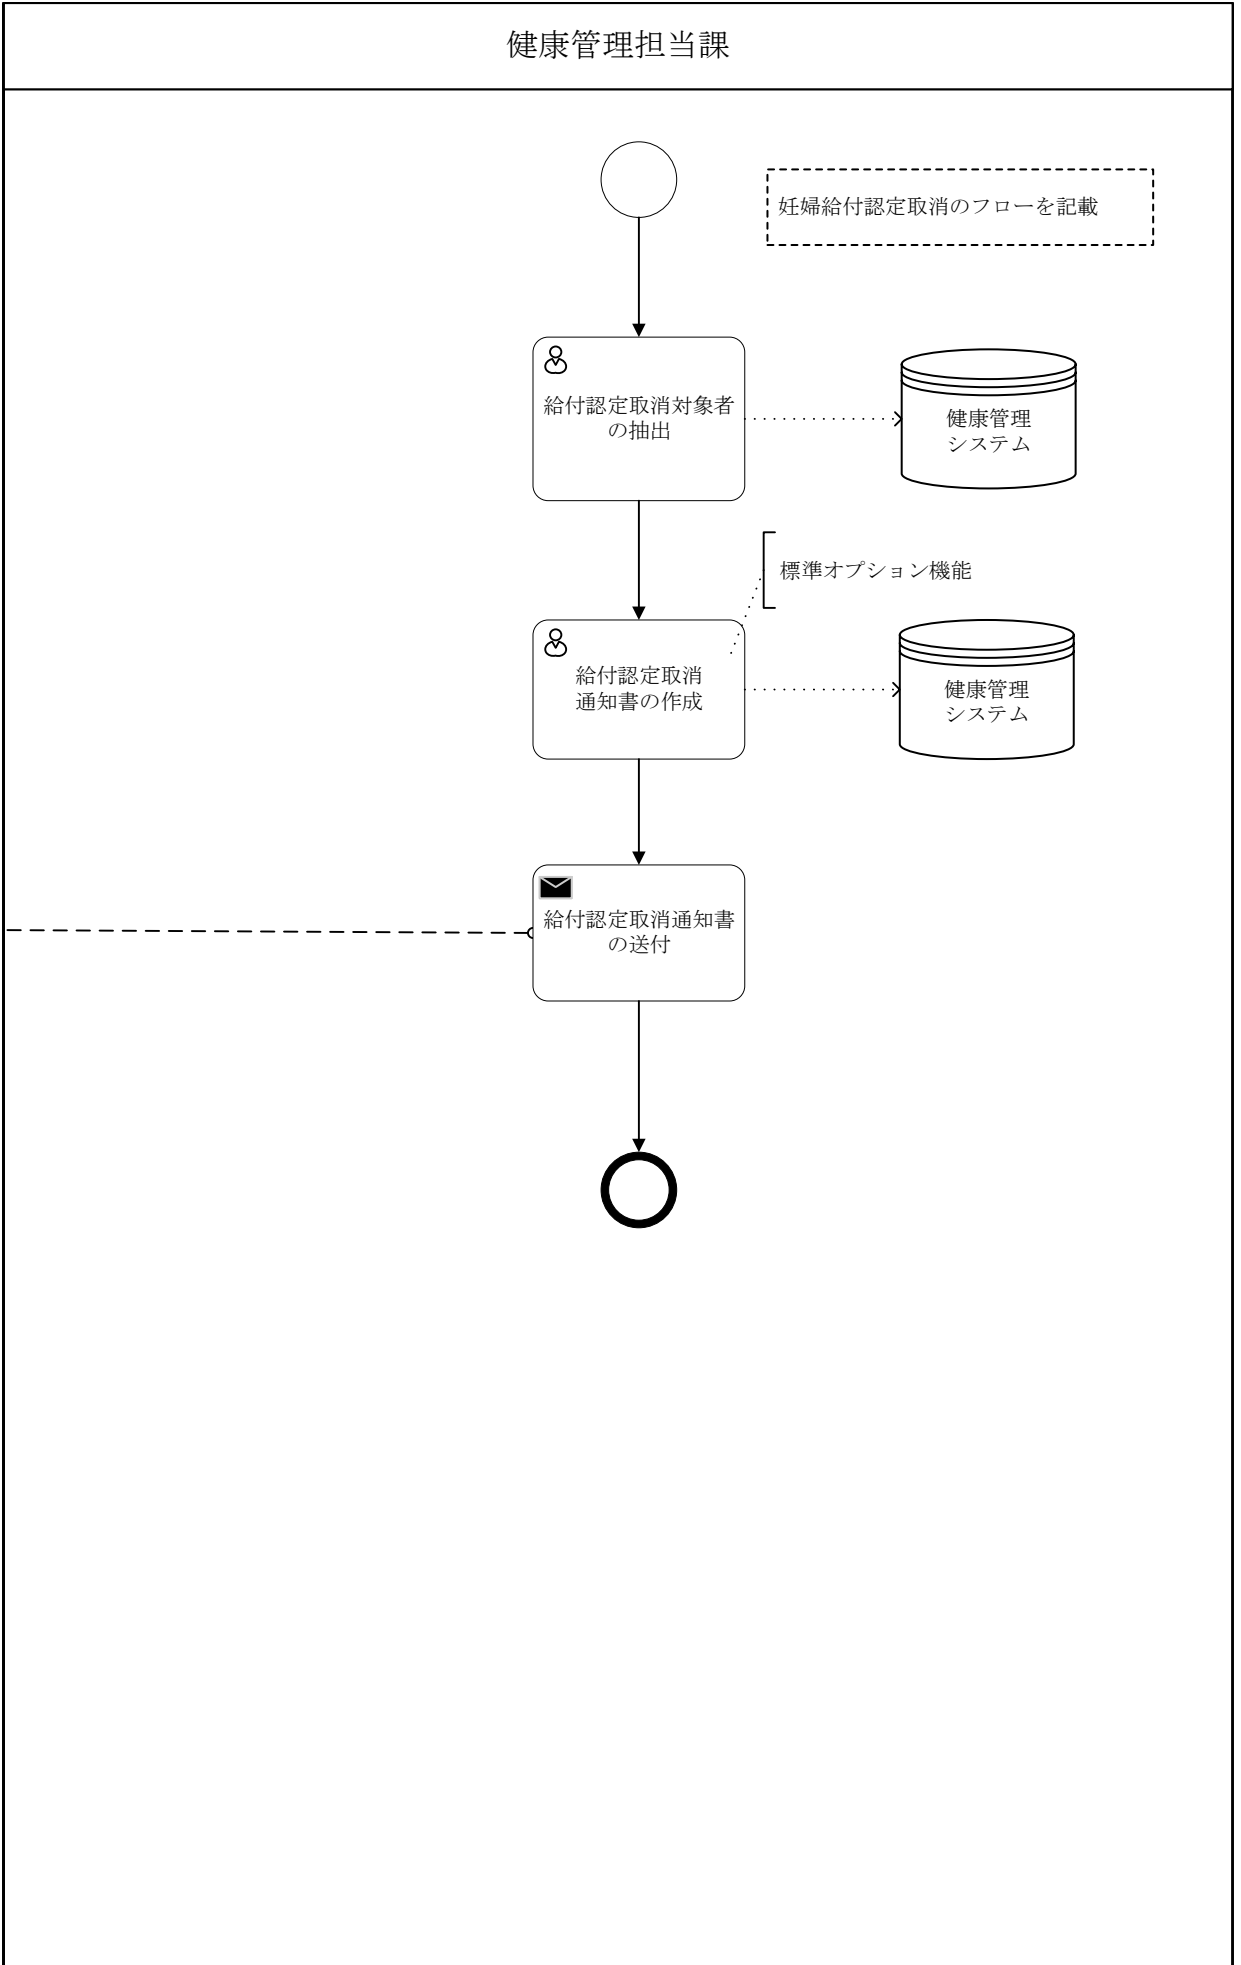 健康管理担当課
妊婦給付認定取消のフローを記載
給付認定取消対象者
の抽出
健康管理
システム
標準オプション機能
給付認定取消
通知書の作成
健康管理
システム
給付認定取消通知書
の送付